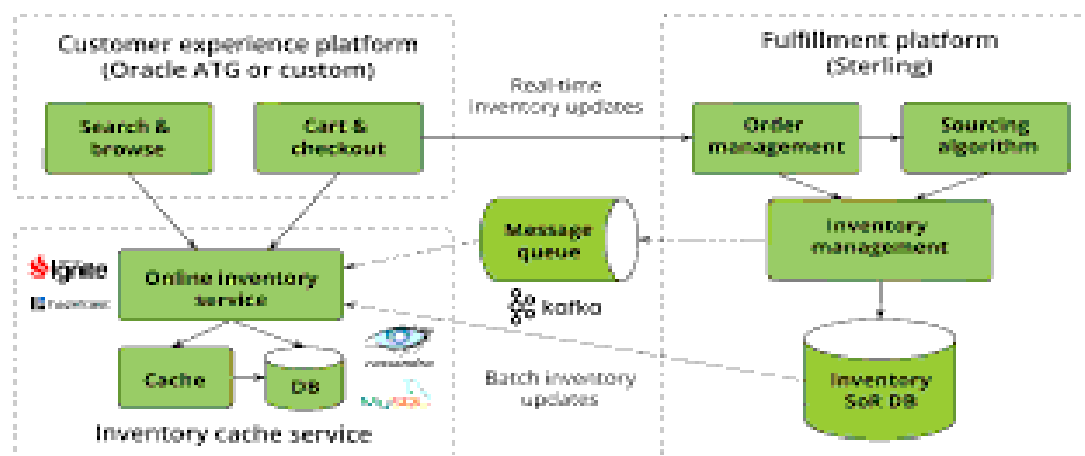 Customer experience platform
(Oracle ATG or custom)
Search &
browse
Cart &
checkout
Real-time
inventory updates
Fulfillment platform
(Sterling)
Order
management
Sourcing
algorithm
Message
queue
kafka
Inventory
management
Ignite
Online inventory
service
Cache
DB
cassandra
MySQL
Inventory cache service
Batch inventory
updates
Inventory
SoR DB